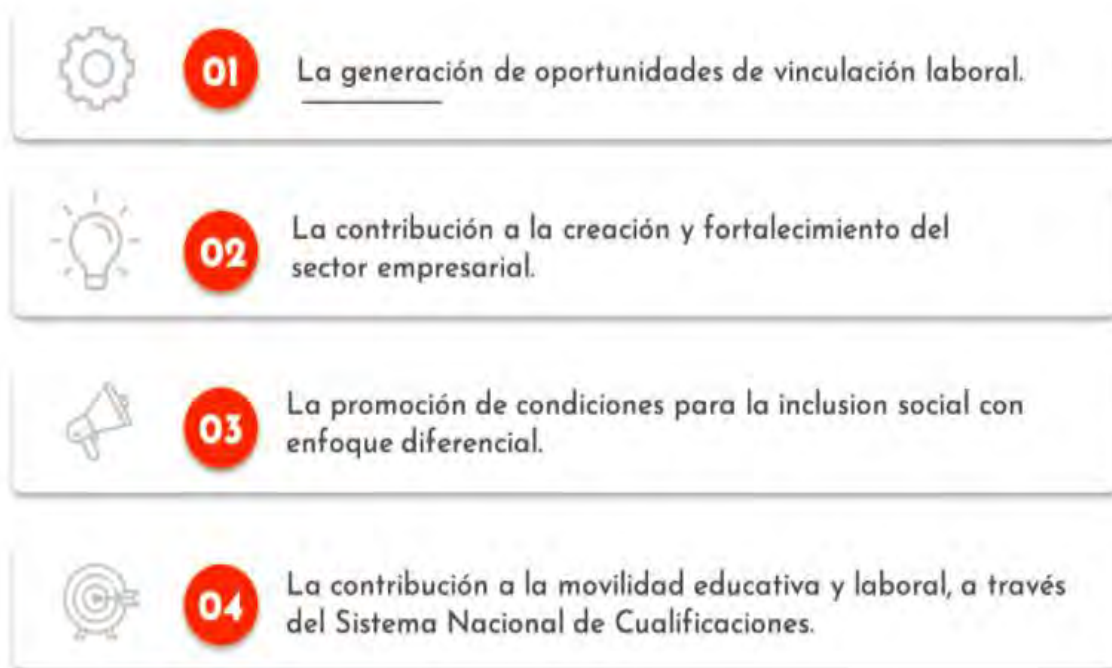 01 La generación de oportunidades de vinculación laboral.
02 La contribución a la creación y fortalecimiento del
sector empresarial.
03 La promoción de condiciones para la inclusion social con
enfoque diferencial.
04 La contribución a la movilidad educativa y laboral, a través
del Sistema Nacional de Cualificaciones.